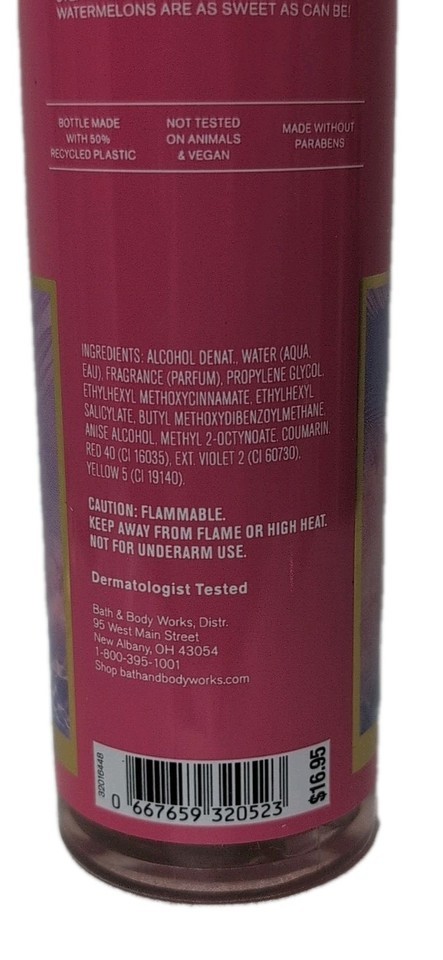 WATERMELONS ARE AS SWEET AS CAN BE!
BOTTLE MADE
WITH 50%
RECYCLED PLASTIC
NOT TESTED
ON ANIMALS
& VEGAN
MADE WITHOUT
PARABENS
INGREDIENTS: ALCOHOL DENAT., WATER (AQUA,
EAU), FRAGRANCE (PARFUM), PROPYLENE GLYCOL,
ETHYLHEXYL METHOXYCINNAMATE, ETHYLHEXYL
SALICYLATE, BUTYL METHOXYDIBENZOYLMETHANE,
ANISE ALCOHOL, METHYL 2-OCTYNOATE, COUMARIN,
RED 40 (CI 16035), EXT. VIOLET 2 (CI 60730),
YELLOW 5 (CI 19140).
CAUTION: FLAMMABLE.
KEEP AWAY FROM FLAME OR HIGH HEAT.
NOT FOR UNDERARM USE.
Dermatologist Tested
Bath & Body Works, Distr.
95 West Main Street
New Albany, OH 43054
1-800-395-1001
Shop bathandbodyworks.com
32016448
0 667659 320523
$16.95